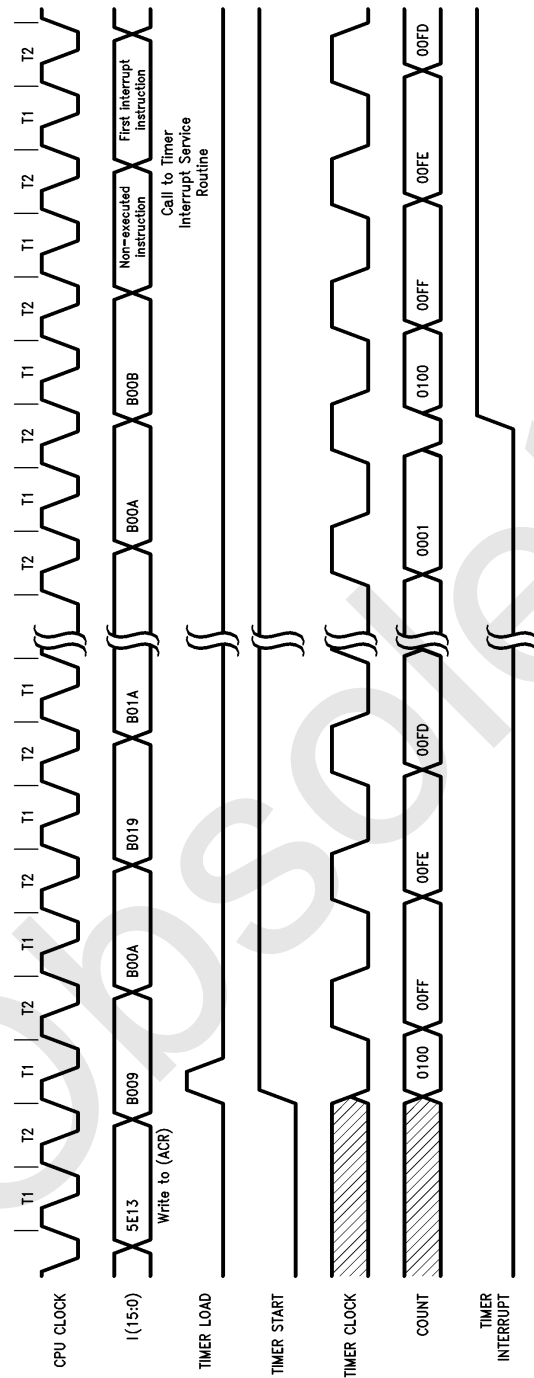 T1 T2 T1 T2 T1 T2 T1 T2 T1 T2 T1 T2 T1 T2 T1 T2 T1 T2
CPU CLOCK
I(15:0) 5E13 B009 B00A B019 B01A B00A B00B Non-executed instruction First interrupt instruction
Write to (ACR)
Call to Timer
Interrupt Service
Routine
TIMER LOAD
TIMER START
TIMER CLOCK
COUNT 0100 00FF 00FE 00FD 0001 0100 00FF 00FE 00FD
TIMER
INTERRUPT
Obsolete